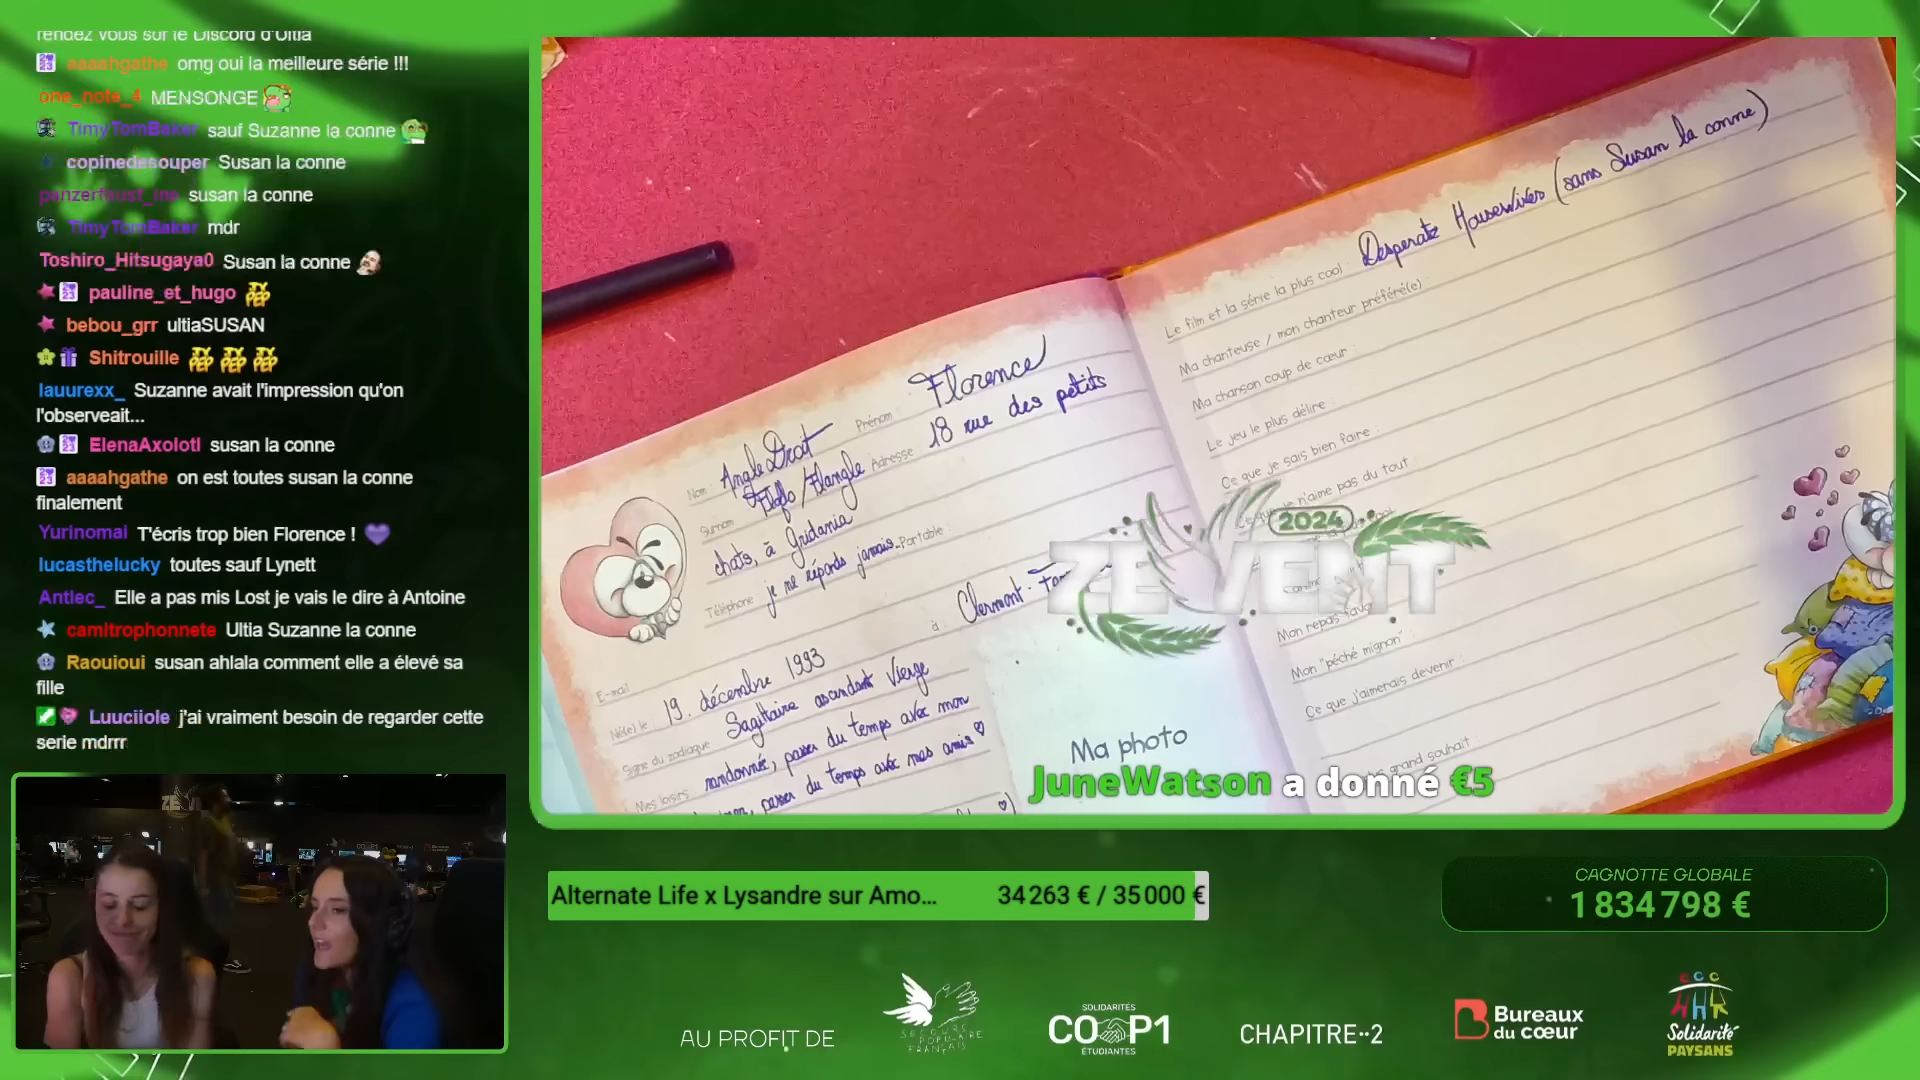 rendez vous sur le Discord d'Ultia
aaaahgathe omg oui la meilleure série !!!
one_note_4 MENSONGE
TimyTomBaker sauf Suzanne la conne
copinedesouper Susan la conne
panzerfaust_ine susan la conne
TimyTomBaker mdr
Toshiro_Hitsugaya0 Susan la conne
pauline_et_hugo
bebou_grr ultiaSUSAN
Shitrouille
lauurexx_ Suzanne avait l'impression qu'on
l'observeait...
ElenaAxolotl susan la conne
aaaahgathe on est toutes susan la conne
finalement
Yurinomai T'écris trop bien Florence !
lucasthelucky toutes sauf Lynett
Antlec_ Elle a pas mis Lost je vais le dire à Antoine
camitrophonnete Ultia Suzanne la conne
Raouioui susan ahlala comment elle a élevé sa
fille
Luuciiole j'ai vraiment besoin de regarder cette
serie mdrrr
Nom : Angle Droit Prénom Florence
Surnom Floflo / Flangle Adresse 18 rue des petits
chats, à Gridania
Téléphone : je ne réponds jamais. Portable
E-mail
Né(e) le 19. décembre 1993 à Clermont-
Signe du zodiaque Sagittaire ascendant Vierge
Mes loisirs randonnée, passer du temps avec mon
passer du temps avec mes amis ♡
Ma photo
Le film et la série la plus cool : Desperate Housewives (sans Susan la conne)
Ma chanteuse / mon chanteur préféré(e)
Ma chanson coup de cœur :
Le jeu le plus délire :
Ce que je sais bien faire :
Ce que je n'aime pas du tout :
Mon repas favori
Mon "péché mignon" :
Ce que j'aimerais devenir :
grand souhait :
2024
ZEVENT
JuneWatson a donné €5
Alternate Life x Lysandre sur Amo... 34 263 € / 35 000 €
CAGNOTTE GLOBALE
1 834 798 €
AU PROFIT DE
SECOURS
POPULAIRE
FRANÇAIS
SOLIDARITÉS
CO P1
ÉTUDIANTES
CHAPITRE··2
Bureaux
du cœur
Solidarité
PAYSANS